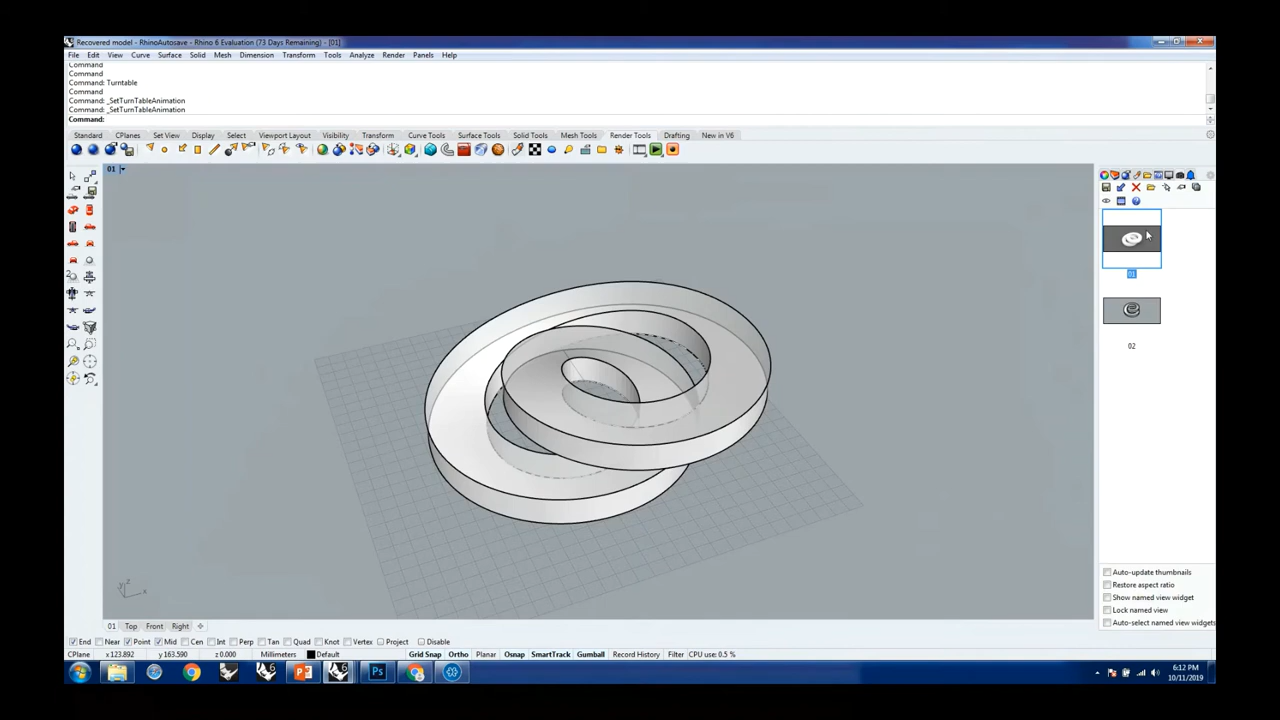 Recovered model - RhinoAutosave - Rhino 6 Evaluation (73 Days Remaining) - [01]
File Edit View Curve Surface Solid Mesh Dimension Transform Tools Analyze Render Panels Help
Command
Command
Command: Turntable
Command
Command: _SetTurnTableAnimation
Command: _SetTurnTableAnimation
Command:
Standard CPlanes Set View Display Select Viewport Layout Visibility Transform Curve Tools Surface Tools Solid Tools Mesh Tools Render Tools Drafting New in V6
01
01
02
Auto-update thumbnails
Restore aspect ratio
Show named view widget
Lock named view
Auto-select named view widgets
z
y
x
01 Top Front Right
End Near Point Mid Cen Int Perp Tan Quad Knot Vertex Project Disable
CPlane x 123.892 y 163.590 z 0.000 Millimeters Default Grid Snap Ortho Planar Osnap SmartTrack Gumball Record History Filter CPU use: 0.5 %
6:12 PM
10/11/2019